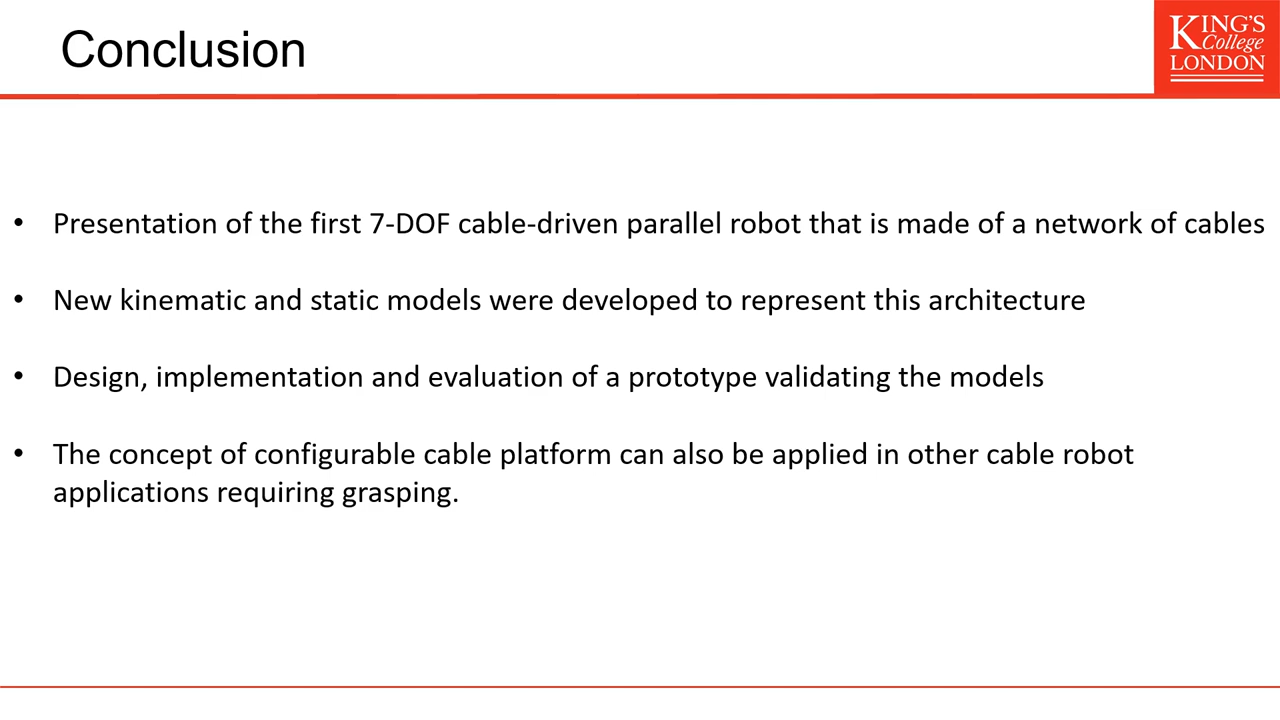 Conclusion
KING'S
College
LONDON
• Presentation of the first 7-DOF cable-driven parallel robot that is made of a network of cables
• New kinematic and static models were developed to represent this architecture
• Design, implementation and evaluation of a prototype validating the models
• The concept of configurable cable platform can also be applied in other cable robot
applications requiring grasping.